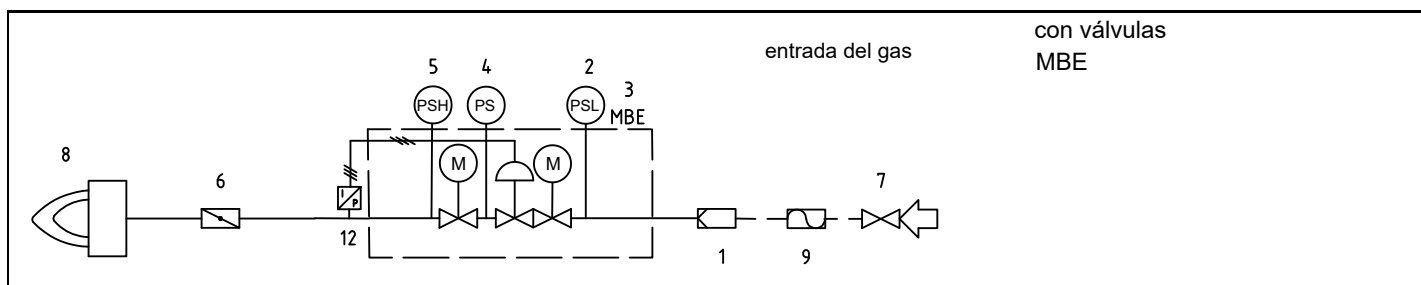 con válvulas
entrada del gas
MBE
5
4
2
3
PSH
PS
PSL
MBE
8
6
M
M
7
I
P
12
1
9